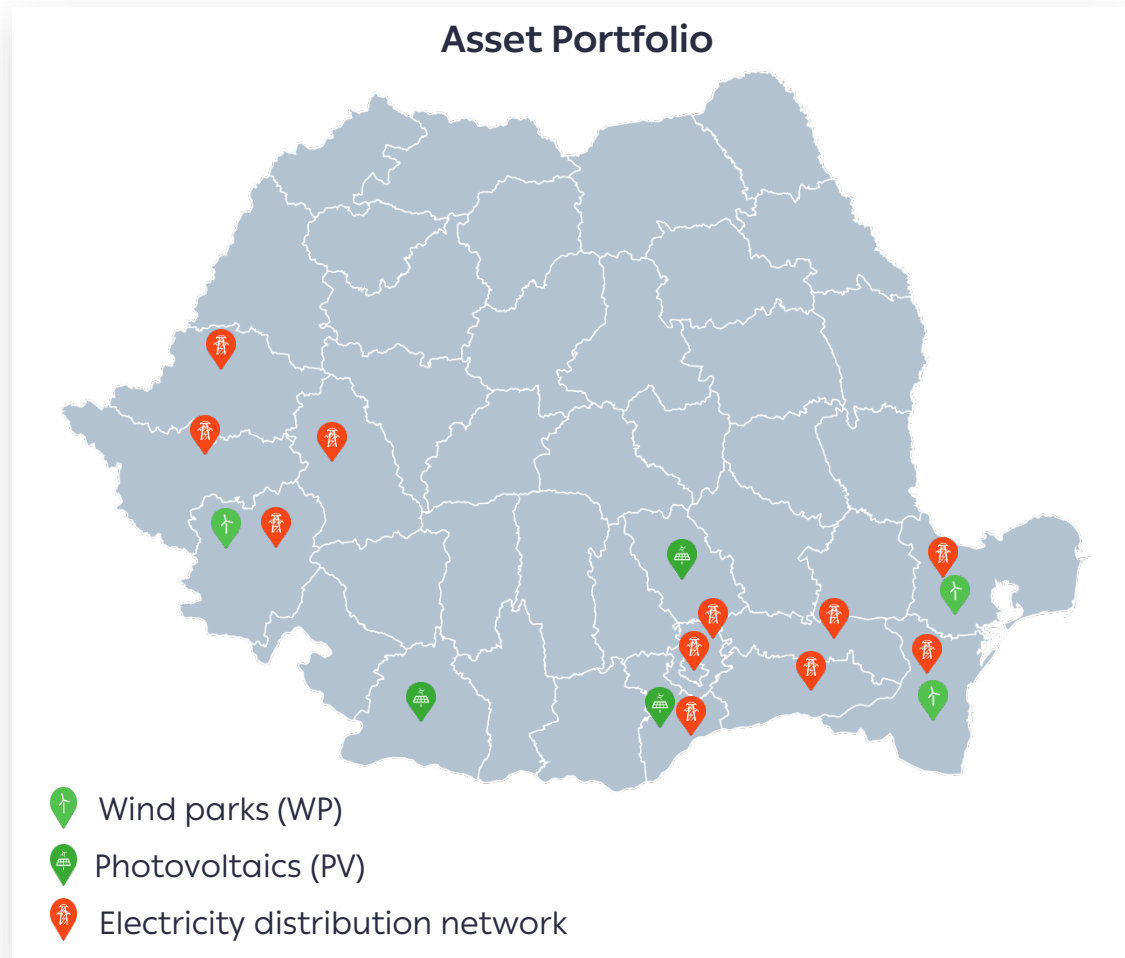 Asset Portfolio
Wind parks (WP)
Photovoltaics (PV)
Electricity distribution network